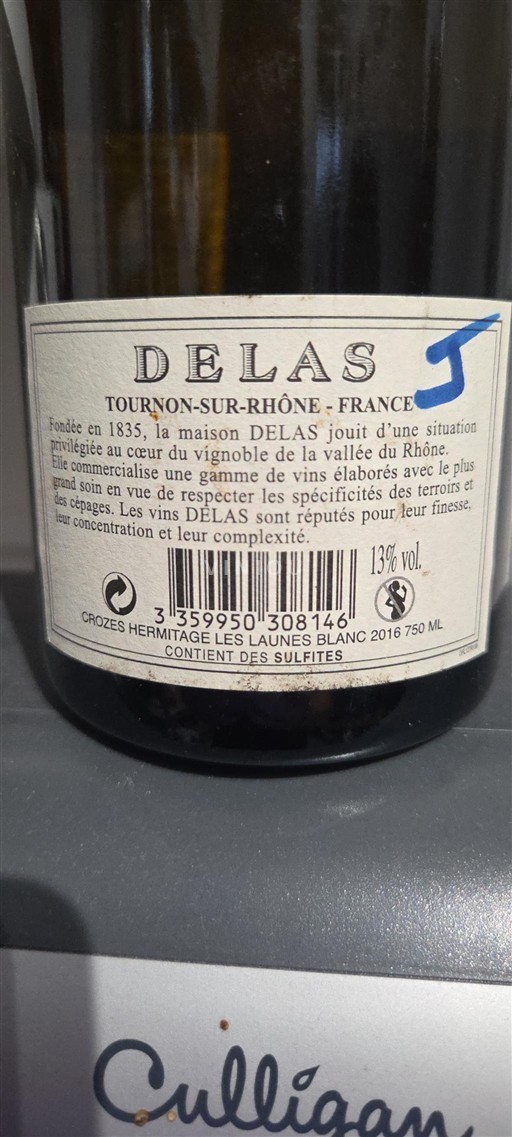 DELAS
J
TOURNON-SUR-RHÔNE - FRANCE
Fondée en 1835, la maison DELAS jouit d'une situation
privilégiée au cœur du vignoble de la vallée du Rhône.
Elle commercialise une gamme de vins élaborés avec le plus
grand soin en vue de respecter les spécificités des terroirs et
des cépages. Les vins DELAS sont réputés pour leur finesse,
leur concentration et leur complexité.
13% vol.
3 359950 308146
CROZES HERMITAGE LES LAUNES BLANC 2016 750 ML
CONTIENT DES SULFITES
Culligan